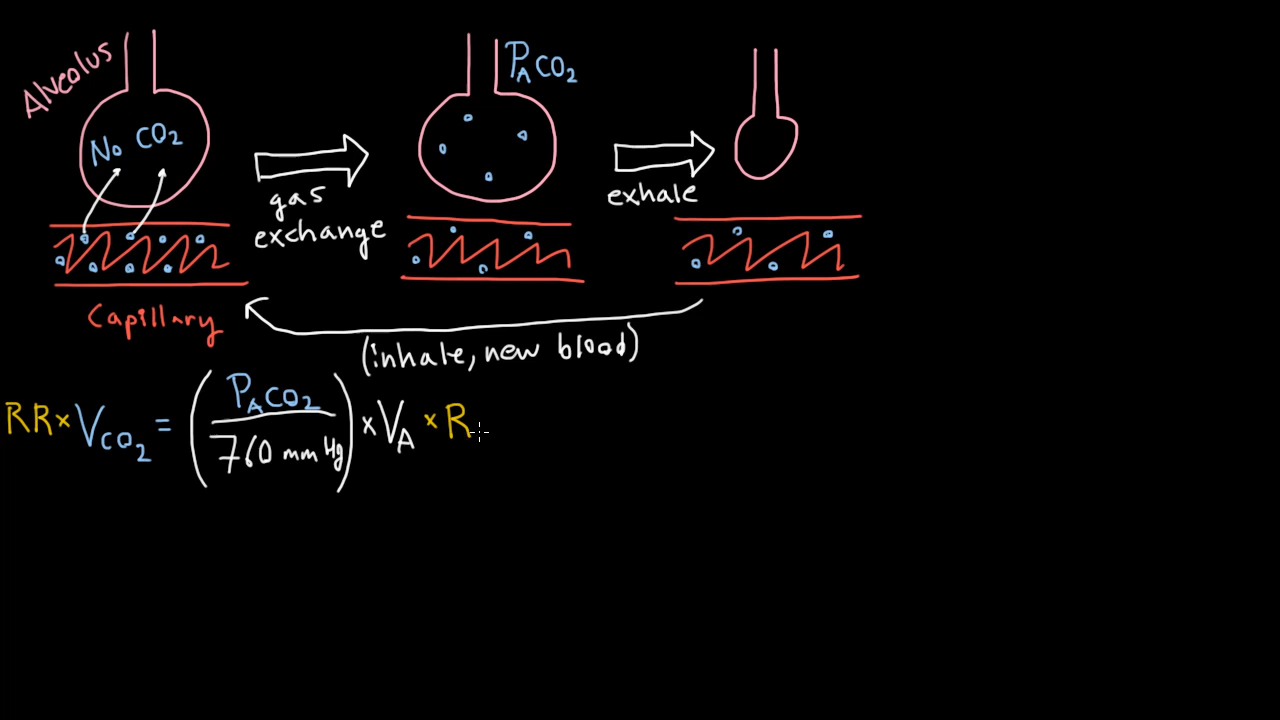 Alveolus
No CO2
gas
exchange
PACO2
exhale
Capillary
(inhale, new blood)
RR × VCO2 = (PACO2 / 760 mmHg) × VA × R